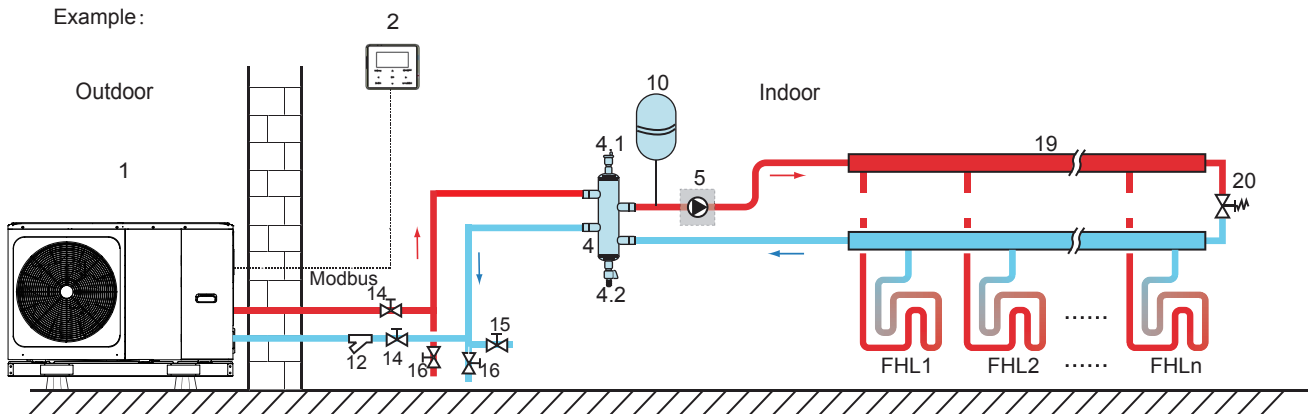 Example:
2
Outdoor
10
Indoor
1
4.1
19
5
20
4
Modbus
4.2
14
15
12
14
16
16
FHL1
FHL2
......
......
FHLn